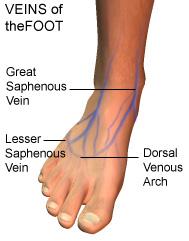 VEINS of
theFOOT
Great
Saphenous
Vein
Lesser
Saphenous
Vein
Dorsal
Venous
Arch